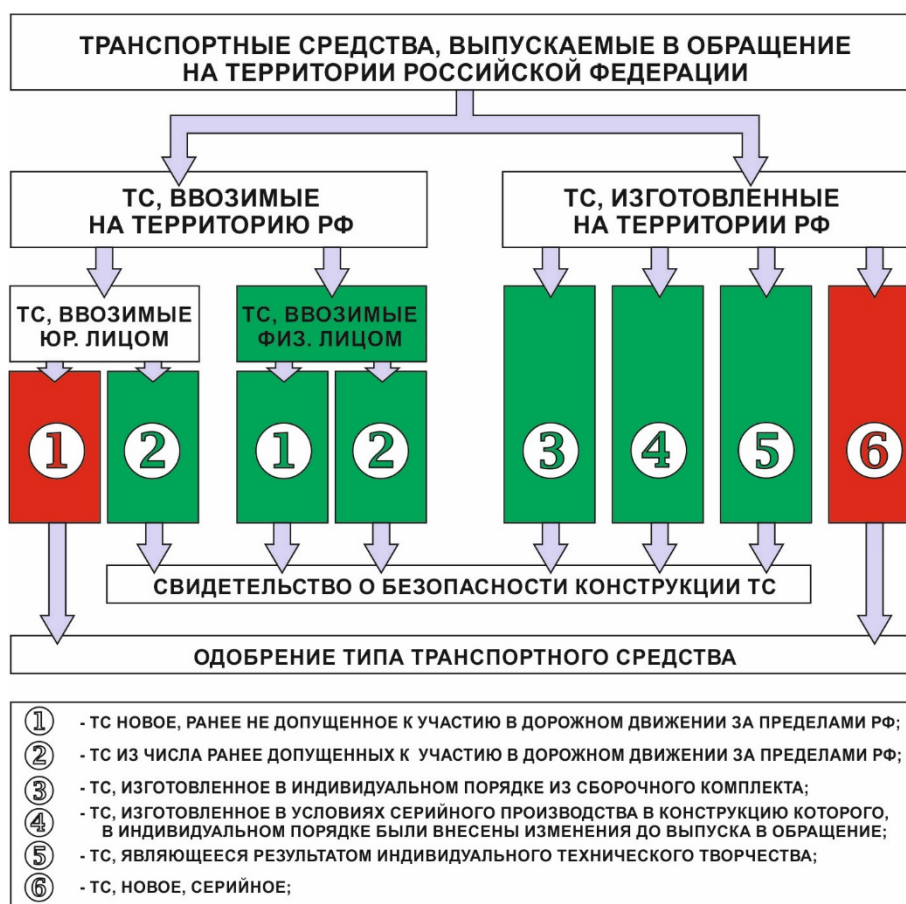 ТРАНСПОРТНЫЕ СРЕДСТВА, ВЫПУСКАЕМЫЕ В ОБРАЩЕНИЕ
НА ТЕРРИТОРИИ РОССИЙСКОЙ ФЕДЕРАЦИИ
ТС, ВВОЗИМЫЕ
НА ТЕРРИТОРИЮ РФ
ТС, ИЗГОТОВЛЕННЫЕ
НА ТЕРРИТОРИИ РФ
ТС, ВВОЗИМЫЕ
ЮР. ЛИЦОМ
ТС, ВВОЗИМЫЕ
ФИЗ. ЛИЦОМ
1 2 1 2 3 4 5 6
СВИДЕТЕЛЬСТВО О БЕЗОПАСНОСТИ КОНСТРУКЦИИ ТС
ОДОБРЕНИЕ ТИПА ТРАНСПОРТНОГО СРЕДСТВА
1 - ТС НОВОЕ, РАНЕЕ НЕ ДОПУЩЕННОЕ К УЧАСТИЮ В ДОРОЖНОМ ДВИЖЕНИИ ЗА ПРЕДЕЛАМИ РФ;
2 - ТС ИЗ ЧИСЛА РАНЕЕ ДОПУЩЕННЫХ К УЧАСТИЮ В ДОРОЖНОМ ДВИЖЕНИИ ЗА ПРЕДЕЛАМИ РФ;
3 - ТС, ИЗГОТОВЛЕННОЕ В ИНДИВИДУАЛЬНОМ ПОРЯДКЕ ИЗ СБОРОЧНОГО КОМПЛЕКТА;
4 - ТС, ИЗГОТОВЛЕННОЕ В УСЛОВИЯХ СЕРИЙНОГО ПРОИЗВОДСТВА В КОНСТРУКЦИЮ КОТОРОГО,
В ИНДИВИДУАЛЬНОМ ПОРЯДКЕ БЫЛИ ВНЕСЕНЫ ИЗМЕНЕНИЯ ДО ВЫПУСКА В ОБРАЩЕНИЕ;
5 - ТС, ЯВЛЯЮЩЕЕСЯ РЕЗУЛЬТАТОМ ИНДИВИДУАЛЬНОГО ТЕХНИЧЕСКОГО ТВОРЧЕСТВА;
6 - ТС, НОВОЕ, СЕРИЙНОЕ;